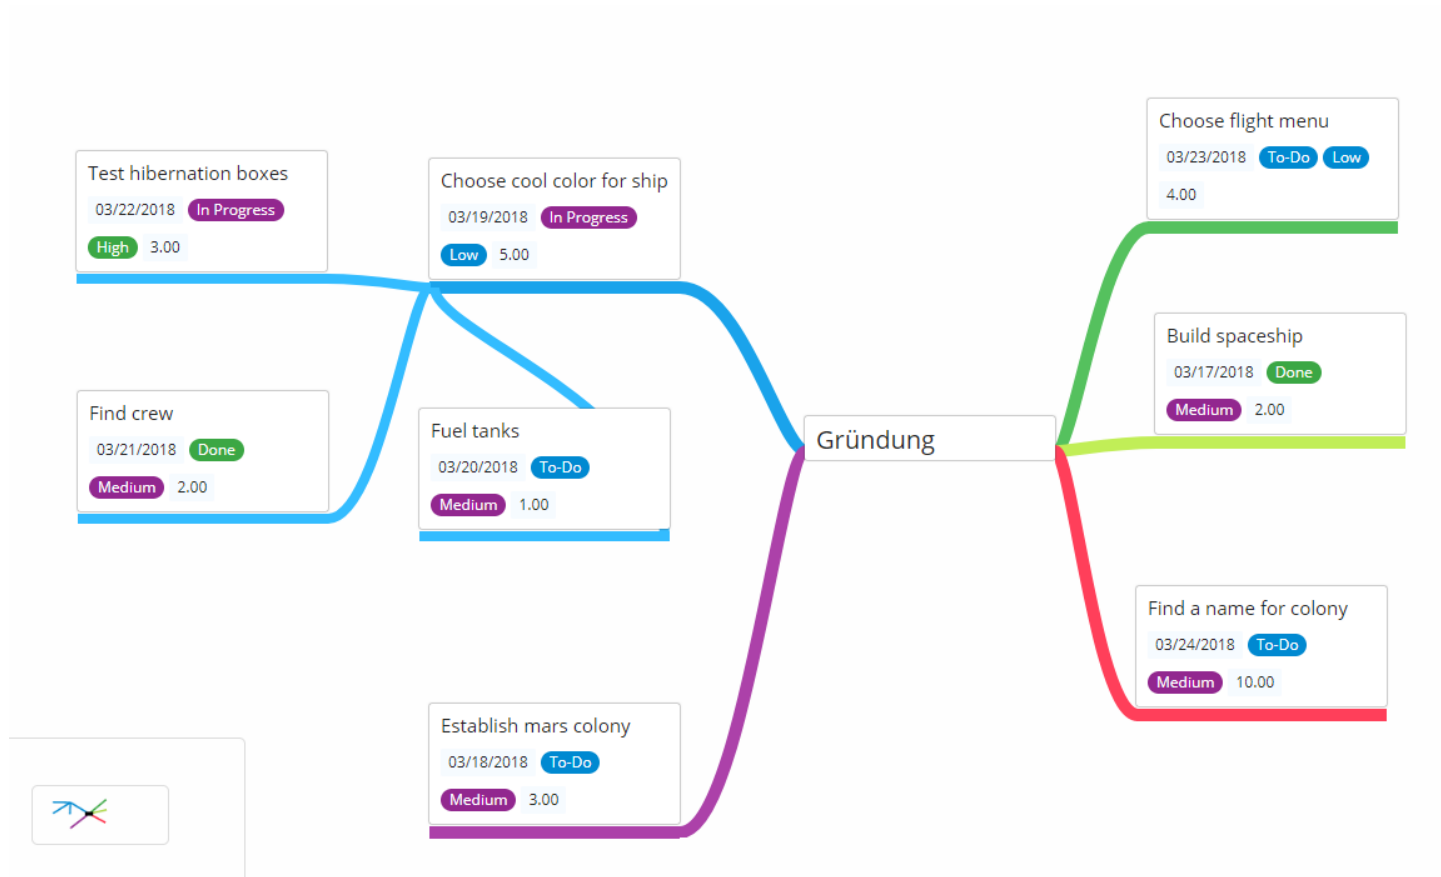 Test hibernation boxes
03/22/2018 In Progress
High 3.00
Choose cool color for ship
03/19/2018 In Progress
Low 5.00
Find crew
03/21/2018 Done
Medium 2.00
Fuel tanks
03/20/2018 To-Do
Medium 1.00
Establish mars colony
03/18/2018 To-Do
Medium 3.00
Gründung
Choose flight menu
03/23/2018 To-Do Low
4.00
Build spaceship
03/17/2018 Done
Medium 2.00
Find a name for colony
03/24/2018 To-Do
Medium 10.00